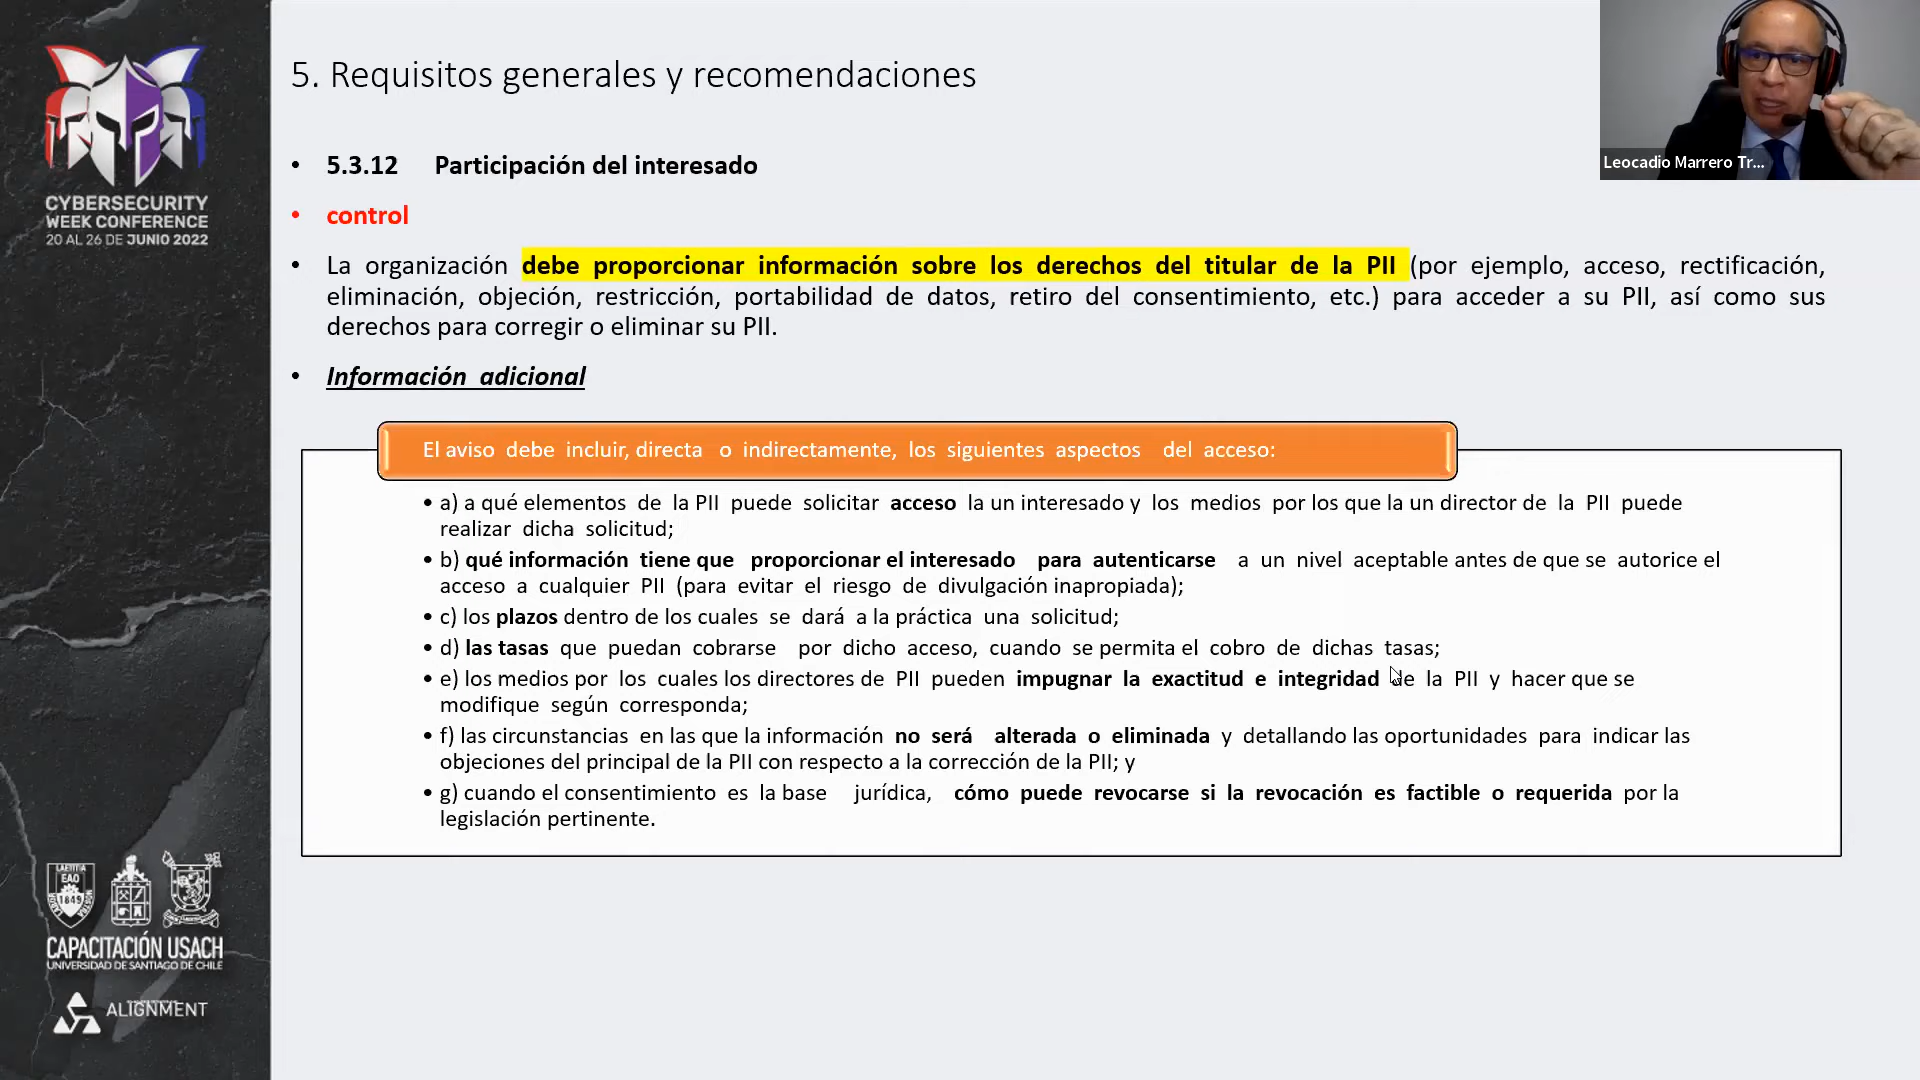 5. Requisitos generales y recomendaciones
Leocadio Marrero Tr...
CYBERSECURITY
WEEK CONFERENCE
20 AL 26 DE JUNIO 2022
• 5.3.12 Participación del interesado
• control
• La organización debe proporcionar información sobre los derechos del titular de la PII (por ejemplo, acceso, rectificación,
eliminación, objeción, restricción, portabilidad de datos, retiro del consentimiento, etc.) para acceder a su PII, así como sus
derechos para corregir o eliminar su PII.
• Información adicional
El aviso debe incluir, directa o indirectamente, los siguientes aspectos del acceso:
• a) a qué elementos de la PII puede solicitar acceso la un interesado y los medios por los que la un director de la PII puede
realizar dicha solicitud;
• b) qué información tiene que proporcionar el interesado para autenticarse a un nivel aceptable antes de que se autorice el
acceso a cualquier PII (para evitar el riesgo de divulgación inapropiada);
• c) los plazos dentro de los cuales se dará a la práctica una solicitud;
• d) las tasas que puedan cobrarse por dicho acceso, cuando se permita el cobro de dichas tasas;
• e) los medios por los cuales los directores de PII pueden impugnar la exactitud e integridad de la PII y hacer que se
modifique según corresponda;
• f) las circunstancias en las que la información no será alterada o eliminada y detallando las oportunidades para indicar las
objeciones del principal de la PII con respecto a la corrección de la PII; y
• g) cuando el consentimiento es la base jurídica, cómo puede revocarse si la revocación es factible o requerida por la
legislación pertinente.
LAETITIA
EAO
1849
CAPACITACIÓN USACH
UNIVERSIDAD DE SANTIAGO DE CHILE
ALIGNMENT